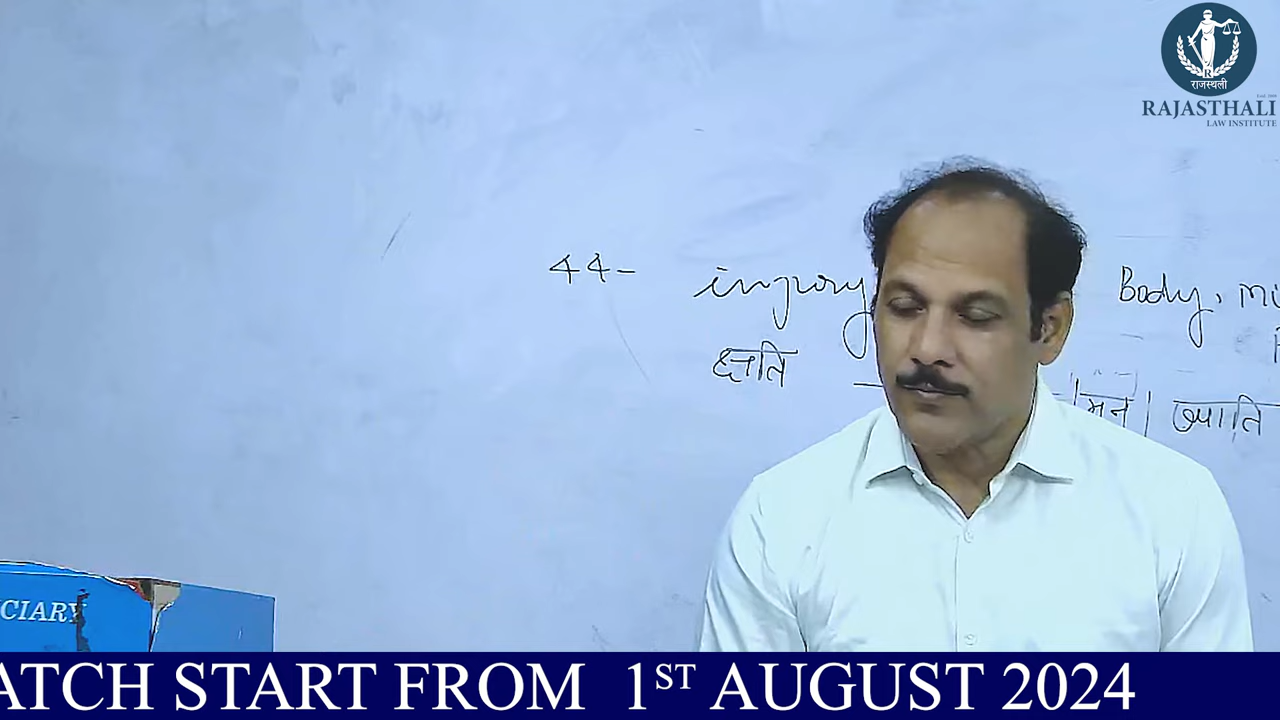 राजस्थली
RAJASTHALI
LAW INSTITUTE
44- injury Body, mi
क्षति - |मन| ख्याति
CIARY
ATCH START FROM 1ST AUGUST 2024